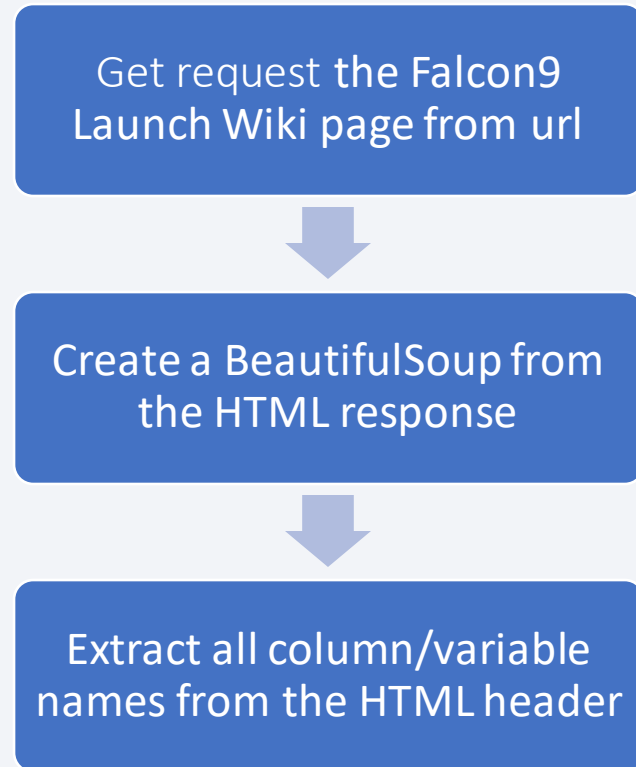 Get request the Falcon9
Launch Wiki page from url
Create a BeautifulSoup from
the HTML response
Extract all column/variable
names from the HTML header